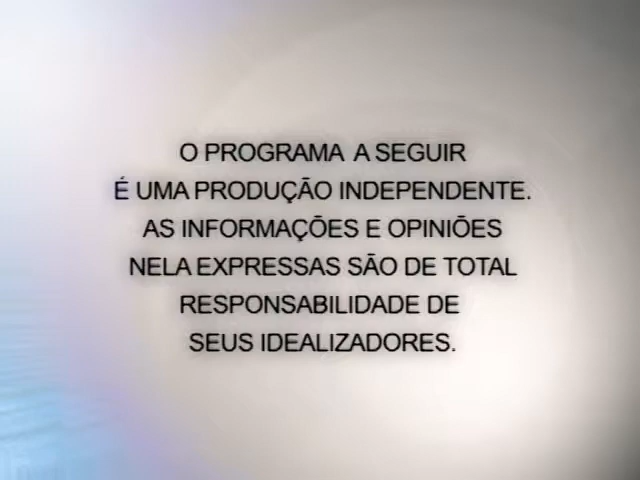 O PROGRAMA A SEGUIR
É UMA PRODUÇÃO INDEPENDENTE.
AS INFORMAÇÕES E OPINIÕES
NELA EXPRESSAS SÃO DE TOTAL
RESPONSABILIDADE DE
SEUS IDEALIZADORES.